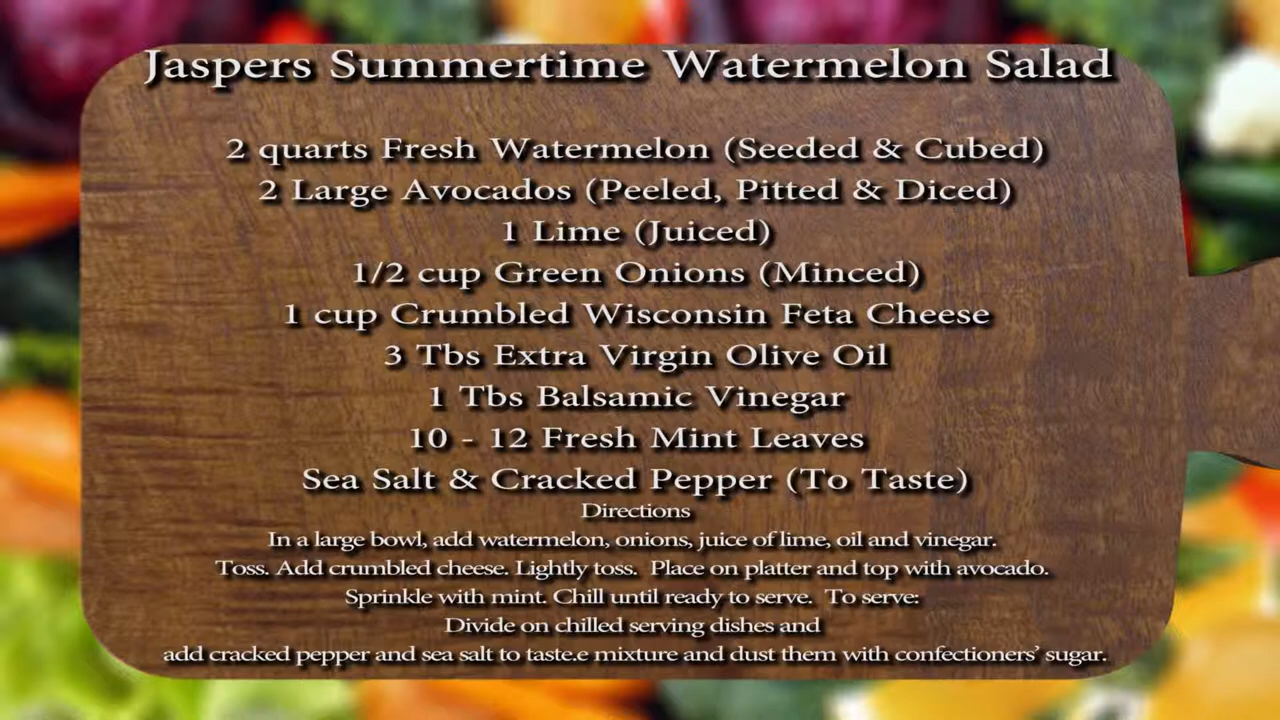 Jaspers Summertime Watermelon Salad
2 quarts Fresh Watermelon (Seeded & Cubed)
2 Large Avocados (Peeled, Pitted & Diced)
1 Lime (Juiced)
1/2 cup Green Onions (Minced)
1 cup Crumbled Wisconsin Feta Cheese
3 Tbs Extra Virgin Olive Oil
1 Tbs Balsamic Vinegar
10 - 12 Fresh Mint Leaves
Sea Salt & Cracked Pepper (To Taste)
Directions
In a large bowl, add watermelon, onions, juice of lime, oil and vinegar.
Toss. Add crumbled cheese. Lightly toss.  Place on platter and top with avocado.
Sprinkle with mint. Chill until ready to serve.  To serve:
Divide on chilled serving dishes and
add cracked pepper and sea salt to taste.e mixture and dust them with confectioners’ sugar.